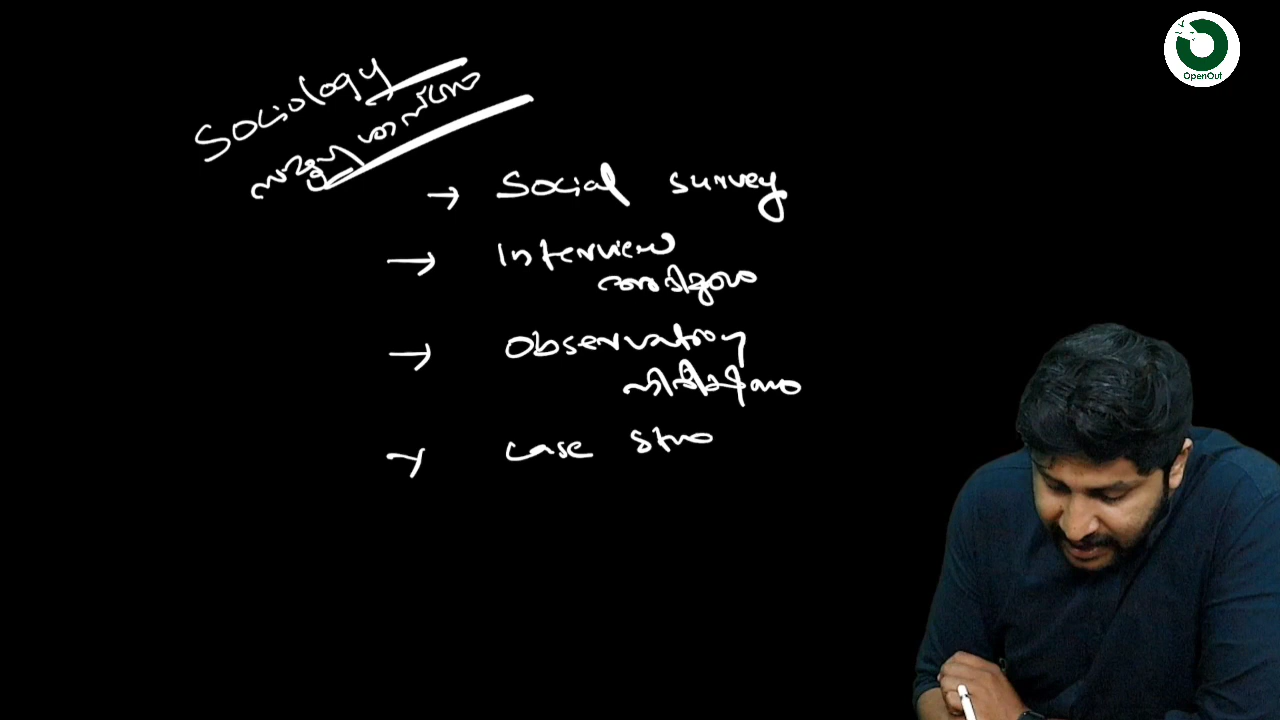 Sociology
സമൂഹശാസ്ത്രം
→ Social survey
→ Interview
അഭിമുഖം
→ Observation
നിരീക്ഷണം
→ case stu
OpenOut